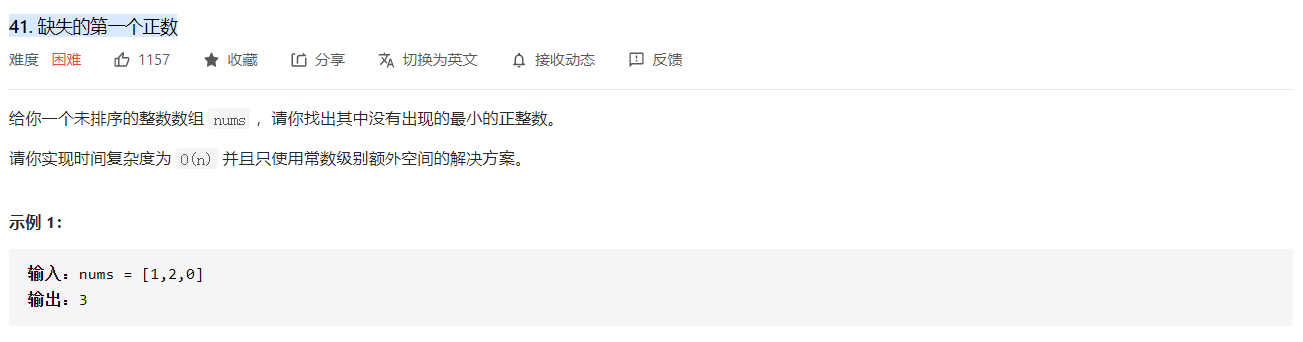 41. 缺失的第一个正数
难度 困难 1157 收藏 分享 切换为英文 接收动态 反馈
给你一个未排序的整数数组 nums ，请你找出其中没有出现的最小的正整数。
请你实现时间复杂度为 O(n) 并且只使用常数级别额外空间的解决方案。
示例 1：
输入：nums = [1,2,0]
输出：3